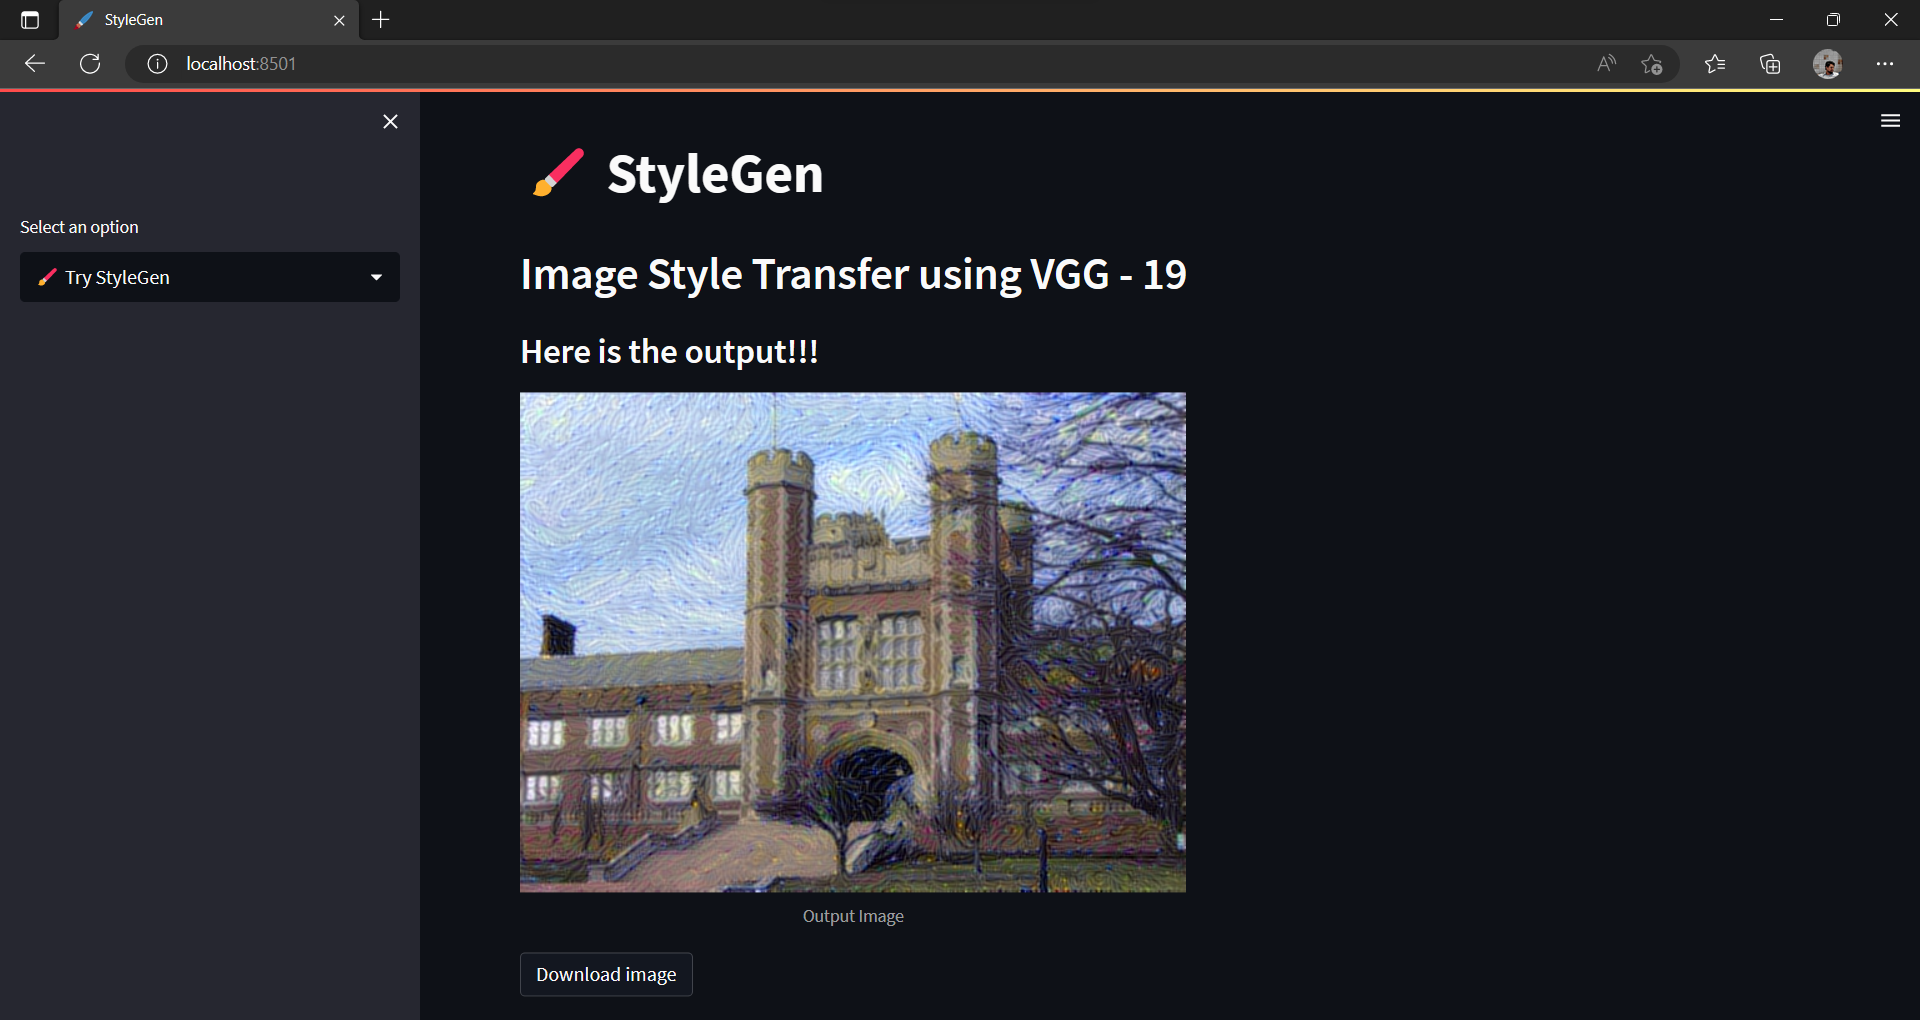 StyleGen
localhost:8501
Select an option
Try StyleGen
StyleGen
Image Style Transfer using VGG - 19
Here is the output!!!
Output Image
Download image